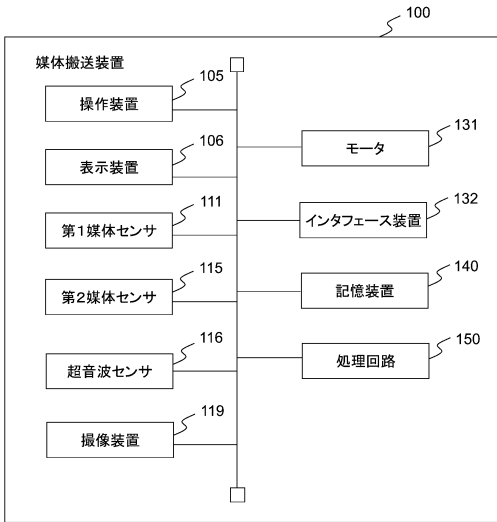 100
媒体搬送装置
105
操作装置
106
表示装置
111
第1媒体センサ
115
第2媒体センサ
116
超音波センサ
119
撮像装置
131
モータ
132
インタフェース装置
140
記憶装置
150
処理回路